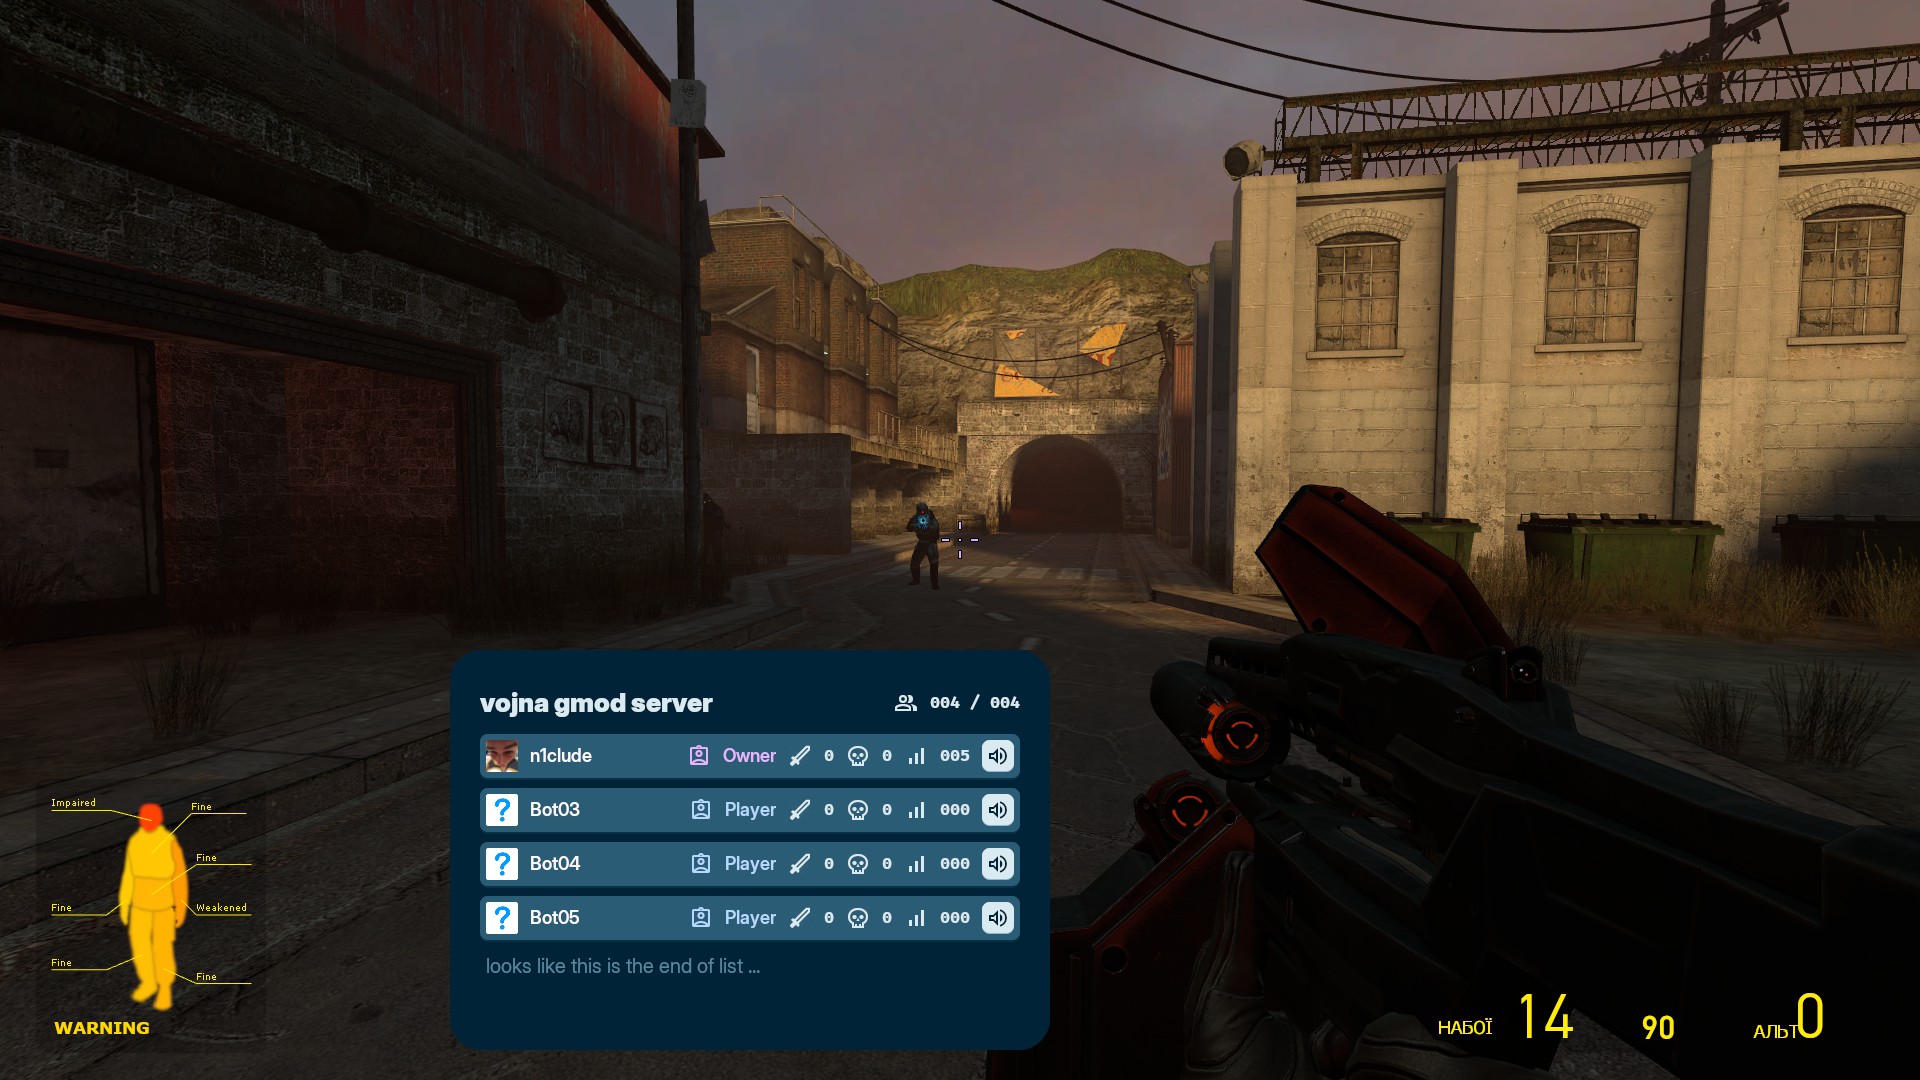 vojna gmod server 004 / 004
n1clude Owner 0 0 005
? Bot03 Player 0 0 000
? Bot04 Player 0 0 000
? Bot05 Player 0 0 000
looks like this is the end of list ...
Impaired Fine
Fine
Fine Weakened
Fine Fine
WARNING
НАБОЇ 14 90 АЛЬТ 0